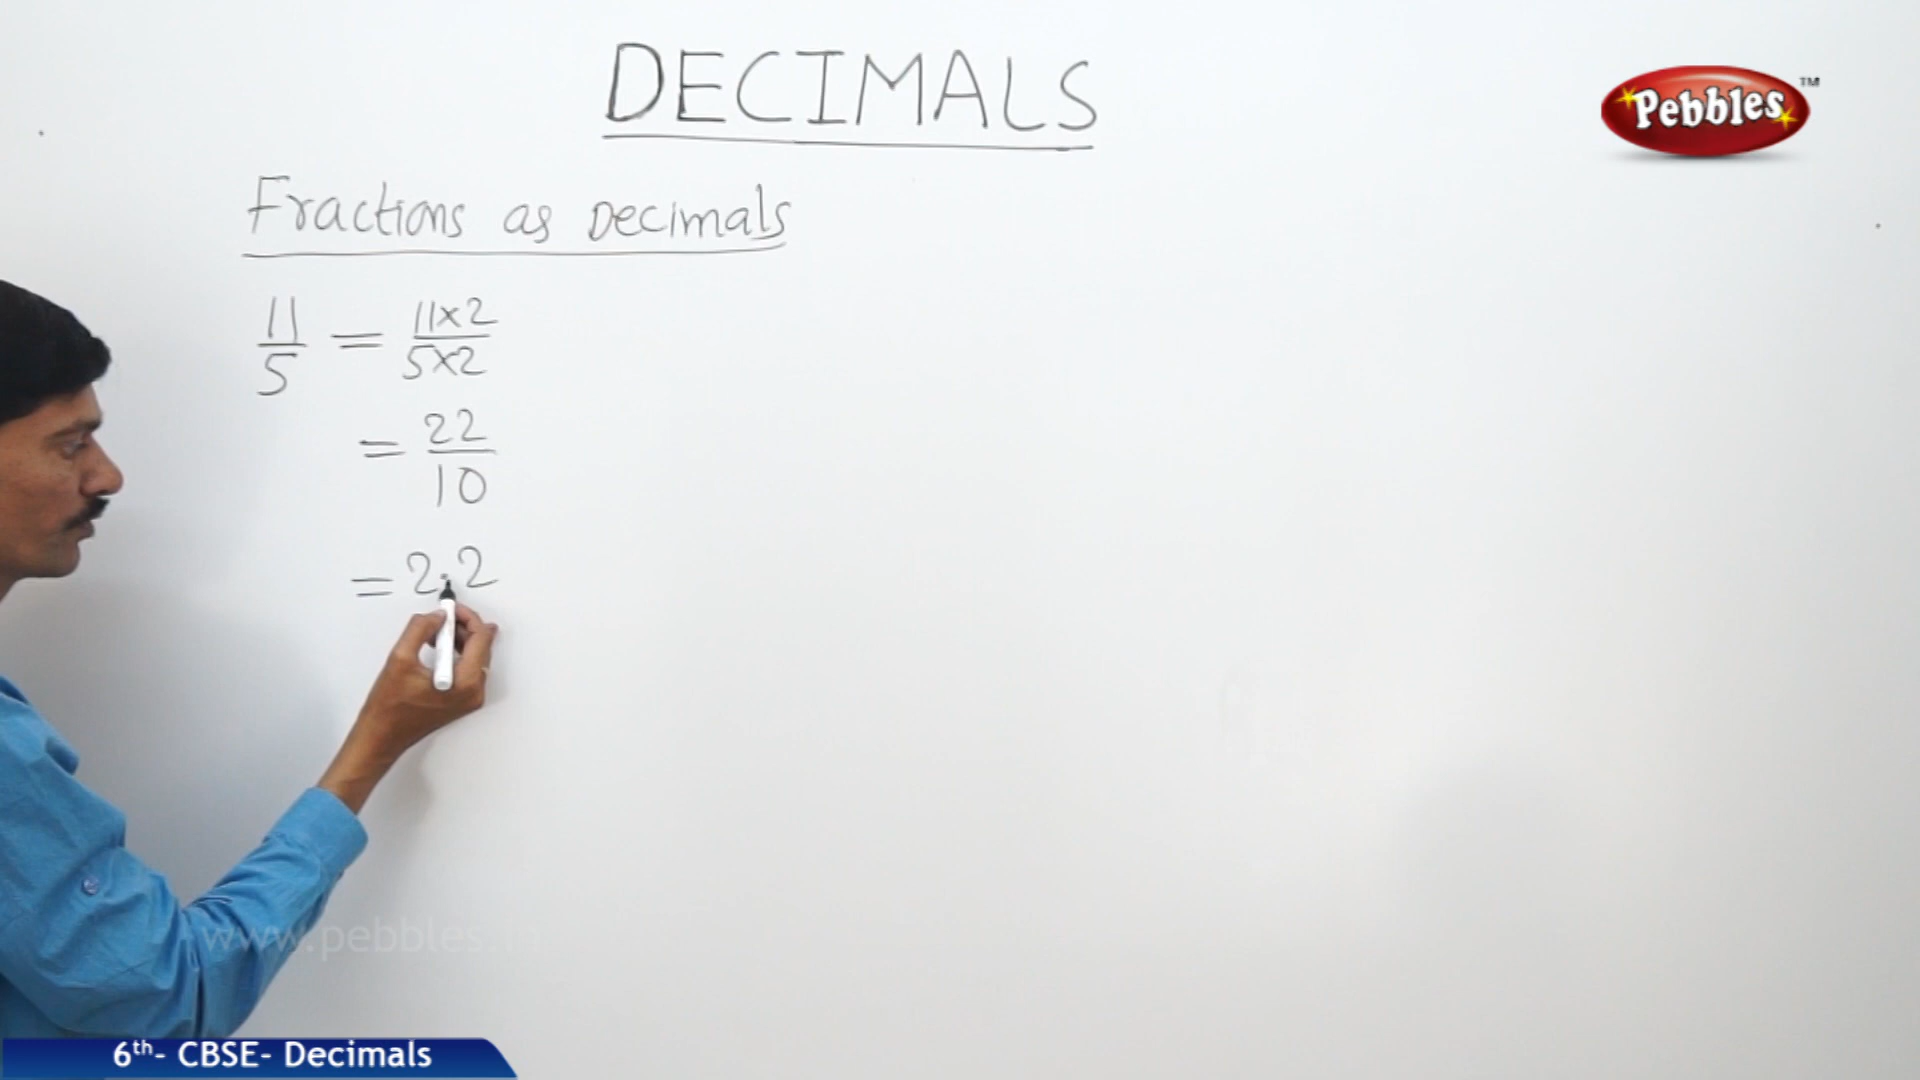 DECIMALS
Pebbles™
Fractions as Decimals
11/5 = 11×2/5×2
= 22/10
= 2.2
www.pebbles.in
6th- CBSE- Decimals